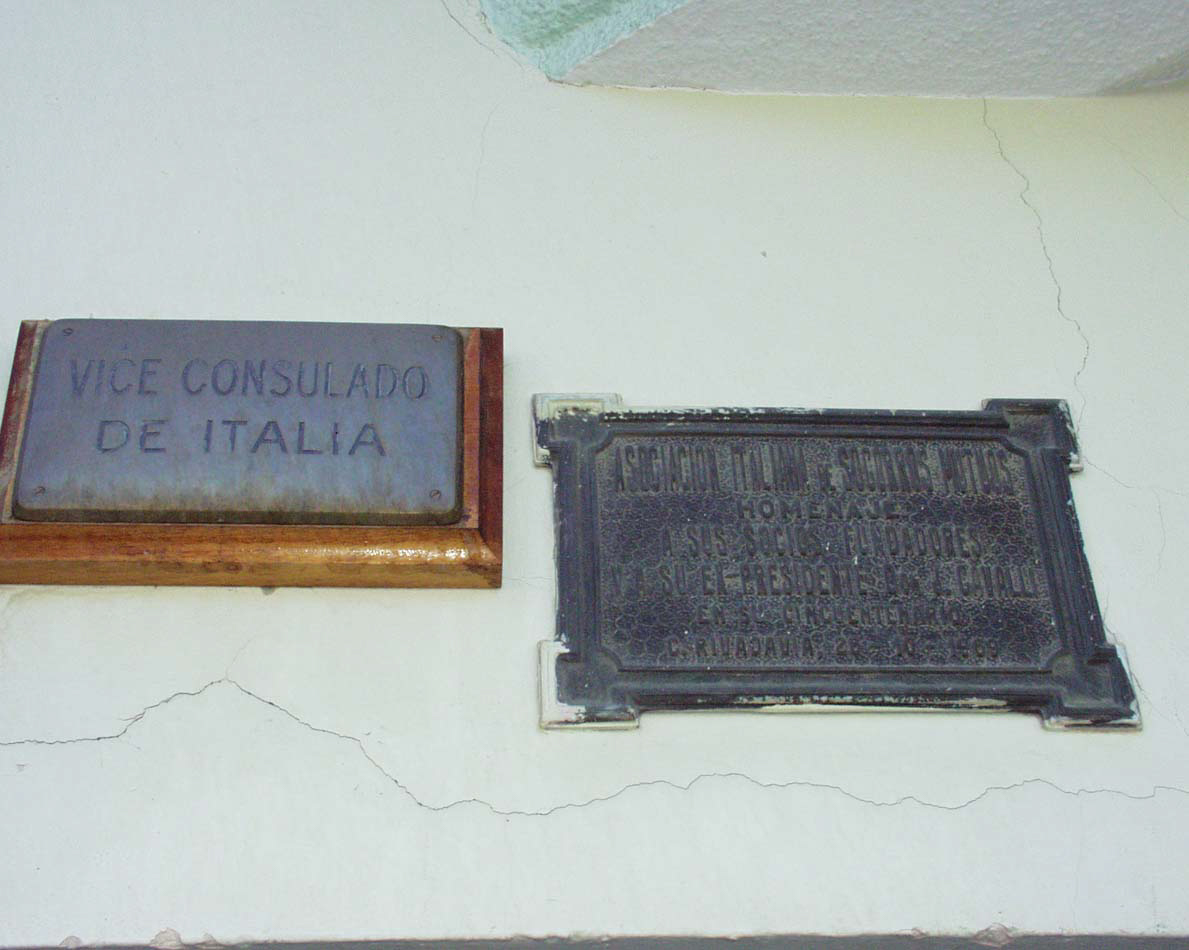 VICE CONSULADO
DE ITALIA
ASOCIACION ITALIANA DE SOCORROS MUTUOS
HOMENAJE
A SUS SOCIOS FUNDADORES
Y A SU EX-PRESIDENTE
EN SU CINCUENTENARIO
C. RIVADAVIA,